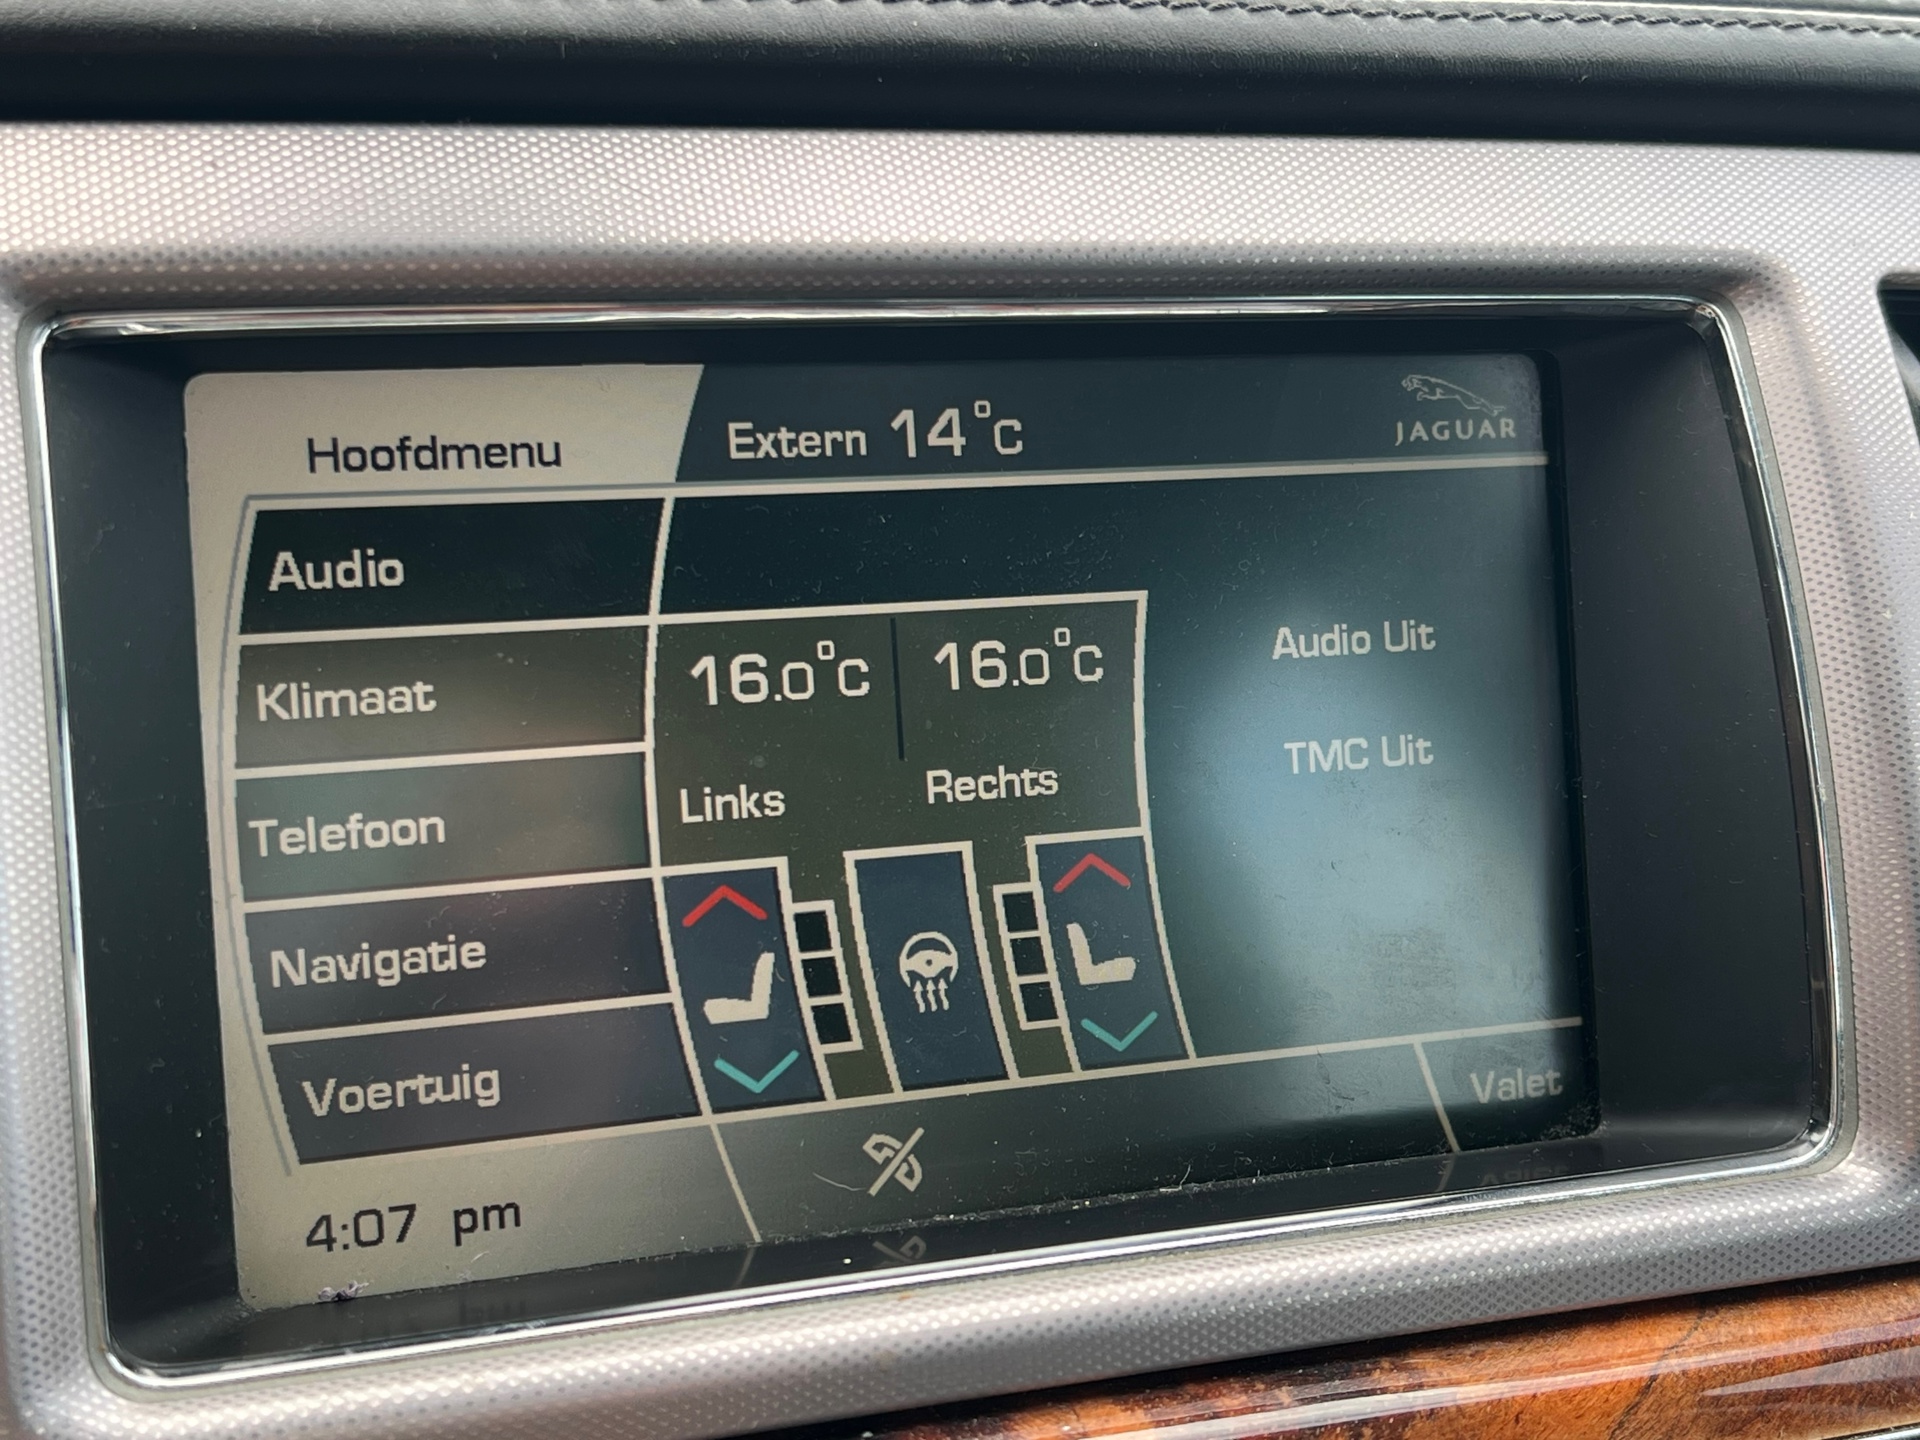 Hoofdmenu
Extern 14°C
JAGUAR
Audio
Klimaat
Telefoon
Navigatie
Voertuig
16.0°C
16.0°C
Links
Rechts
Audio Uit
TMC Uit
Valet
4:07 pm